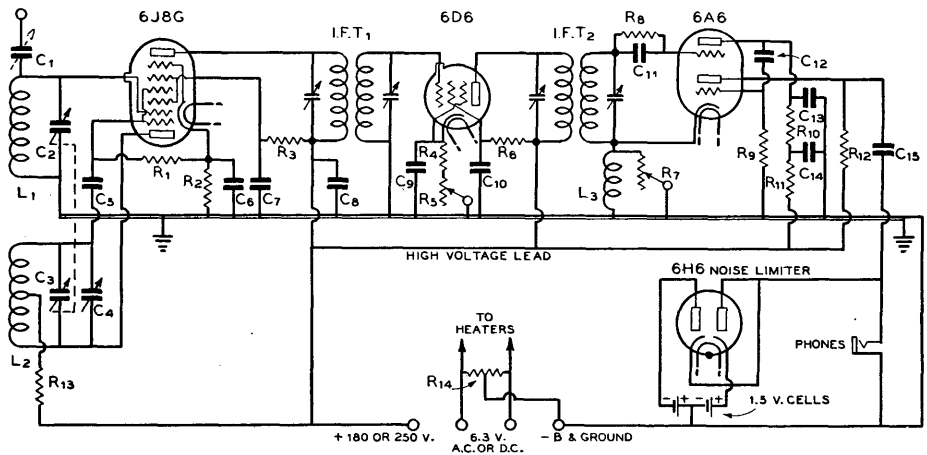 6J8G
I.F.T1
6D6
I.F.T2
6A6
R8
C11
C12
C1
C2
L1
C5
R1
R2
C6
C7
R3
C8
C9
R4
R5
C10
R6
L3
R7
R9
R10
R11
C13
C14
R12
C15
HIGH VOLTAGE LEAD
C3
C4
L2
R13
6H6 NOISE LIMITER
TO
HEATERS
R14
PHONES
- + - +
1.5 V. CELLS
+ 180 OR 250 V.
6.3 V.
A.C. OR D.C.
- B & GROUND